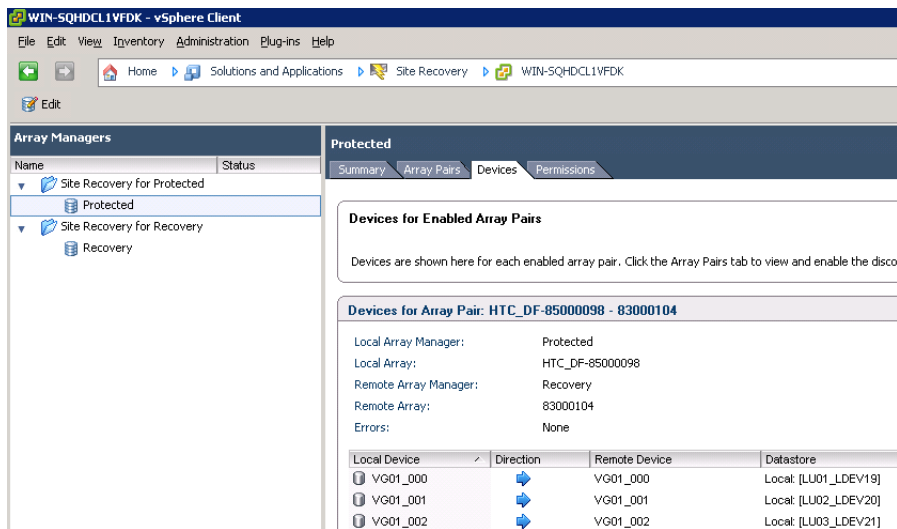 WIN-SQHDCL1VFDK - vSphere Client
File Edit View Inventory Administration Plug-ins Help
Home Solutions and Applications Site Recovery WIN-SQHDCL1VFDK
Edit
Array Managers
Name Status
Site Recovery for Protected
Protected
Site Recovery for Recovery
Recovery
Protected
Summary Array Pairs Devices Permissions
Devices for Enabled Array Pairs
Devices are shown here for each enabled array pair. Click the Array Pairs tab to view and enable the disco
Devices for Array Pair: HTC_DF-85000098 - 83000104
Local Array Manager: Protected
Local Array: HTC_DF-85000098
Remote Array Manager: Recovery
Remote Array: 83000104
Errors: None
Local Device Direction Remote Device Datastore
VG01_000 VG01_000 Local: [LU01_LDEV19]
VG01_001 VG01_001 Local: [LU02_LDEV20]
VG01_002 VG01_002 Local: [LU03_LDEV21]